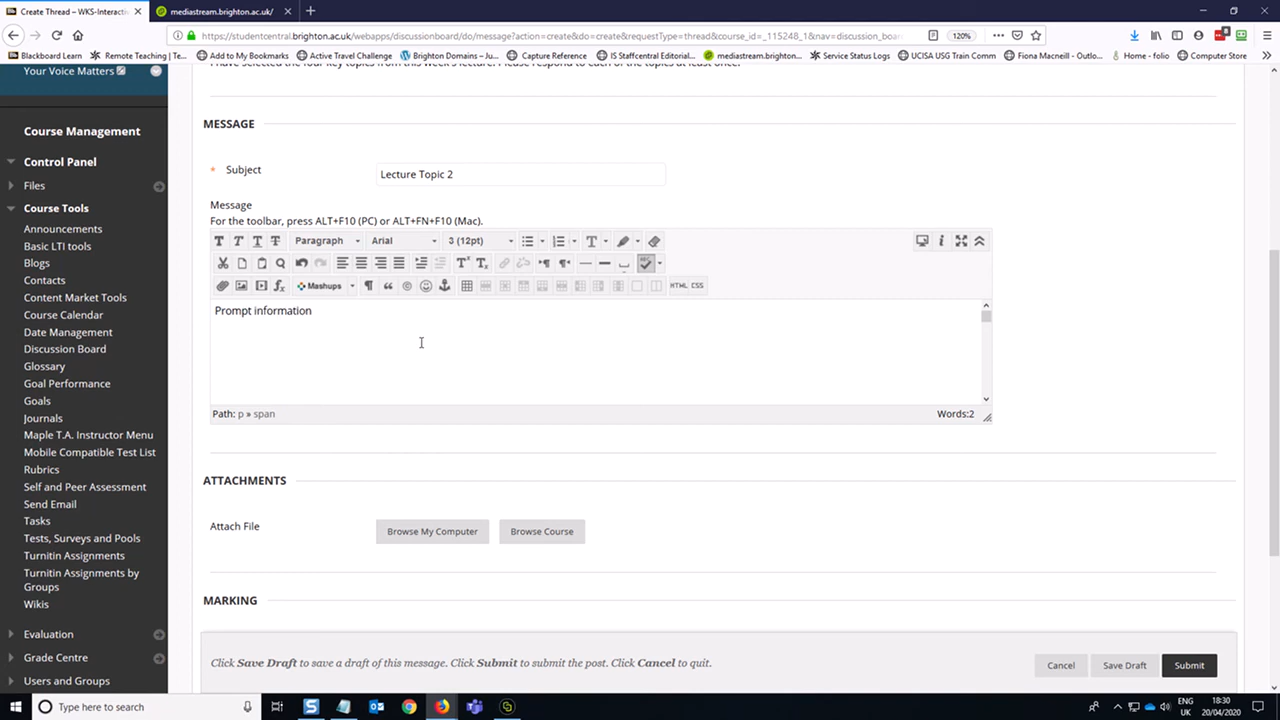 Create Thread – WKS-Interacti
mediastream.brighton.ac.uk/
https://studentcentral.brighton.ac.uk/webapps/discussionboard/do/message?action=create&do=create&requestType=thread&course_id=_115248_1&nav=discussion_boa
120%
Blackboard Learn
Remote Teaching | Te...
Add to My Bookmarks
Active Travel Challenge
Brighton Domains – Ju...
Capture Reference
IS Staffcentral Editorial...
mediastream.brighton...
Service Status Logs
UCISA USG Train Comm
Fiona Macneill - Outlo...
Home - folio
Computer Store
Your Voice Matters
Course Management
Control Panel
Files
Course Tools
Announcements
Basic LTI tools
Blogs
Contacts
Content Market Tools
Course Calendar
Date Management
Discussion Board
Glossary
Goal Performance
Goals
Journals
Maple T.A. Instructor Menu
Mobile Compatible Test List
Rubrics
Self and Peer Assessment
Send Email
Tasks
Tests, Surveys and Pools
Turnitin Assignments
Turnitin Assignments by
Groups
Wikis
Evaluation
Grade Centre
Users and Groups
I have selected the four key topics from this week's lecture. Please respond to each of the topics at least once.
MESSAGE
* Subject
Lecture Topic 2
Message
For the toolbar, press ALT+F10 (PC) or ALT+FN+F10 (Mac).
T T T T Paragraph Arial 3 (12pt)
Mashups HTML CSS
Prompt information
Path: p » span
Words:2
ATTACHMENTS
Attach File
Browse My Computer
Browse Course
MARKING
Click Save Draft to save a draft of this message. Click Submit to submit the post. Click Cancel to quit.
Cancel
Save Draft
Submit
Type here to search
ENG
UK
18:30
20/04/2020